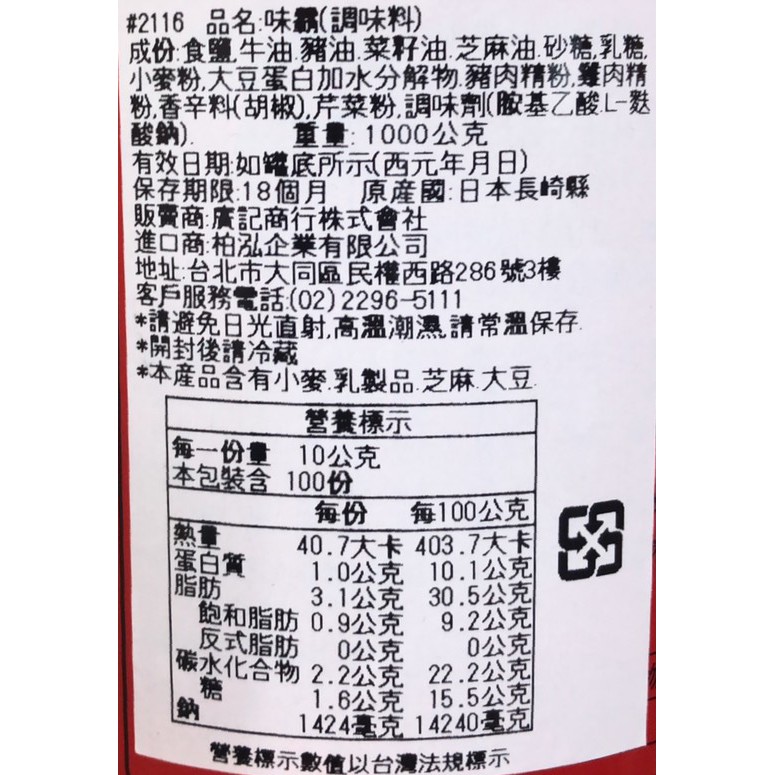 #2116 品名:味霸(調味料)
成份:食鹽,牛油.豬油.菜籽油.芝麻油.砂糖,乳糖,
小麥粉,大豆蛋白加水分解物.豬肉精粉,雞肉精
粉,香辛料(胡椒),芹菜粉,調味劑(胺基乙酸.L-麩
酸鈉). 重量:1000公克
有效日期:如罐底所示(西元年月日)
保存期限:18個月 原產國:日本長崎縣
販賣商:廣記商行株式會社
進口商:柏泓企業有限公司
地址:台北市大同區民權西路286號3樓
客戶服務電話:(02)2296-5111
*請避免日光直射,高溫潮濕,請常溫保存.
*開封後請冷藏
*本產品含有小麥.乳製品.芝麻.大豆.
營養標示
每一份量 10公克
本包裝含 100份
每份 每100公克
熱量 40.7大卡 403.7大卡
蛋白質 1.0公克 10.1公克
脂肪 3.1公克 30.5公克
飽和脂肪 0.9公克 9.2公克
反式脂肪 0公克 0公克
碳水化合物 2.2公克 22.2公克
糖 1.6公克 15.5公克
鈉 1424毫克 14240毫克
營養標示數值以台灣法規標示